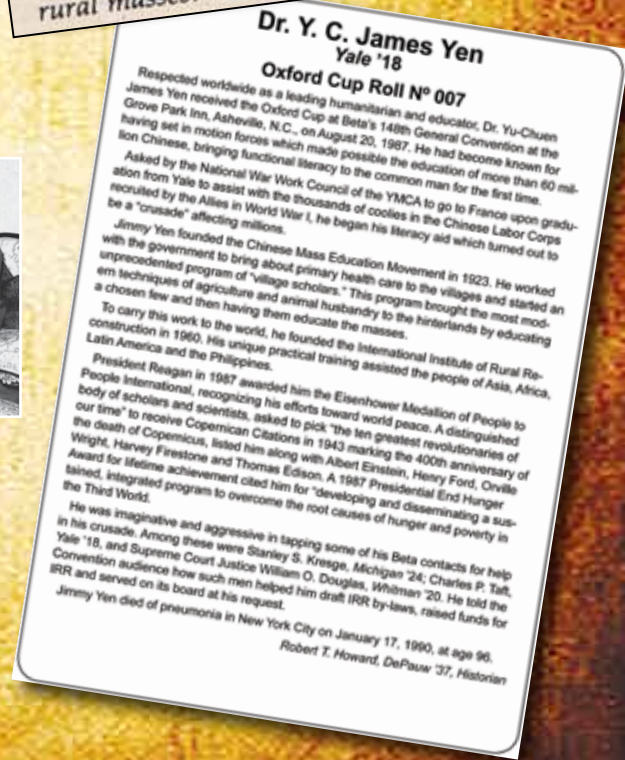 rural masses
Dr. Y. C. James Yen
Yale '18
Oxford Cup Roll Nº 007
Respected worldwide as a leading humanitarian and educator, Dr. Yu-Chuen
James Yen received the Oxford Cup at Beta's 148th General Convention at the
Grove Park Inn, Asheville, N.C., on August 20, 1987. He had become known for
having set in motion forces which made possible the education of more than 60 mil-
lion Chinese, bringing functional literacy to the common man for the first time.
Asked by the National War Work Council of the YMCA to go to France upon gradu-
ation from Yale to assist with the thousands of coolies in the Chinese Labor Corps
recruited by the Allies in World War I, he began his literacy aid which turned out to
be a "crusade" affecting millions.
Jimmy Yen founded the Chinese Mass Education Movement in 1923. He worked
with the government to bring about primary health care to the villages and started an
unprecedented program of "village scholars." This program brought the most mod-
ern techniques of agriculture and animal husbandry to the hinterlands by educating
a chosen few and then having them educate the masses.
To carry this work to the world, he founded the International Institute of Rural Re-
construction in 1960. His unique practical training assisted the people of Asia, Africa,
Latin America and the Philippines.
President Reagan in 1987 awarded him the Eisenhower Medallion of People to
People International, recognizing his efforts toward world peace. A distinguished
body of scholars and scientists, asked to pick "the ten greatest revolutionaries of
our time" to receive Copernican Citations in 1943 marking the 400th anniversary of
the death of Copernicus, listed him along with Albert Einstein, Henry Ford, Orville
Wright, Harvey Firestone and Thomas Edison. A 1987 Presidential End Hunger
Award for lifetime achievement cited him for "developing and disseminating a sus-
tained, integrated program to overcome the root causes of hunger and poverty in
the Third World.
He was imaginative and aggressive in tapping some of his Beta contacts for help
in his crusade. Among these were Stanley S. Kresge, Michigan '24; Charles P. Taft,
Yale '18, and Supreme Court Justice William O. Douglas, Whitman '20. He told the
Convention audience how such men helped him draft IRR by-laws, raised funds for
IRR and served on its board at his request.
Jimmy Yen died of pneumonia in New York City on January 17, 1990, at age 96.
Robert T. Howard, DePauw '37, Historian